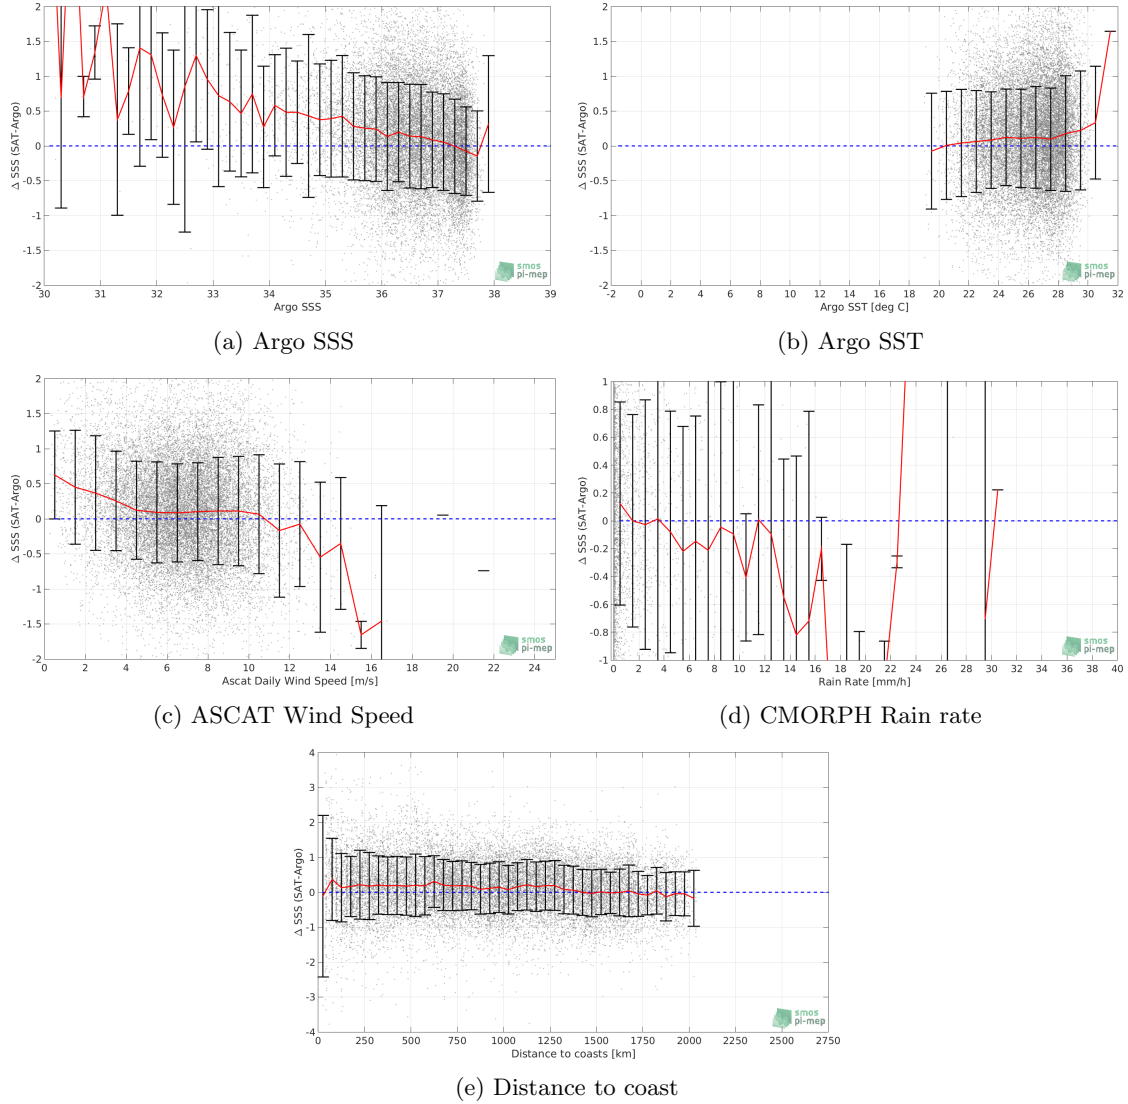 2
1.5
1
0.5
0
-0.5
-1
-1.5
-2
Δ SSS (SAT-Argo)
30 31 32 33 34 35 36 37 38 39
Argo SSS
smos
pi-mep
(a) Argo SSS
2
1.5
1
0.5
0
-0.5
-1
-1.5
-2
Δ SSS (SAT-Argo)
-2 0 2 4 6 8 10 12 14 16 18 20 22 24 26 28 30 32
Argo SST [deg C]
smos
pi-mep
(b) Argo SST
2
1.5
1
0.5
0
-0.5
-1
-1.5
-2
Δ SSS (SAT-Argo)
0 2 4 6 8 10 12 14 16 18 20 22 24
Ascat Daily Wind Speed [m/s]
smos
pi-mep
(c) ASCAT Wind Speed
1
0.8
0.6
0.4
0.2
0
-0.2
-0.4
-0.6
-0.8
-1
Δ SSS (SAT-Argo)
0 2 4 6 8 10 12 14 16 18 20 22 24 26 28 30 32 34 36 38 40
Rain Rate [mm/h]
smos
pi-mep
(d) CMORPH Rain rate
4
3
2
1
0
-1
-2
-3
-4
Δ SSS (SAT-Argo)
0 250 500 750 1000 1250 1500 1750 2000 2250 2500 2750
Distance to coasts [km]
smos
pi-mep
(e) Distance to coast